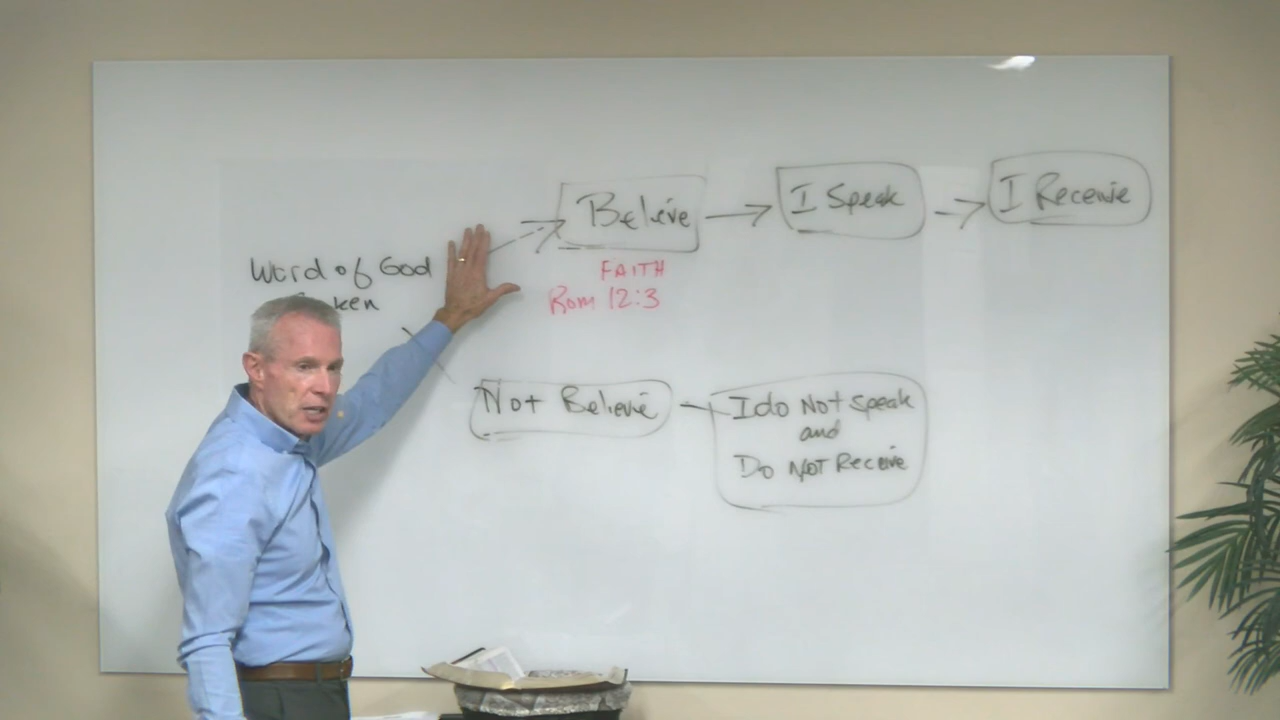 Word of God
Believe
I Speak
I Receive
FAITH
Rom 12:3
Not Believe
I do Not Speak
and
Do NOT Receive